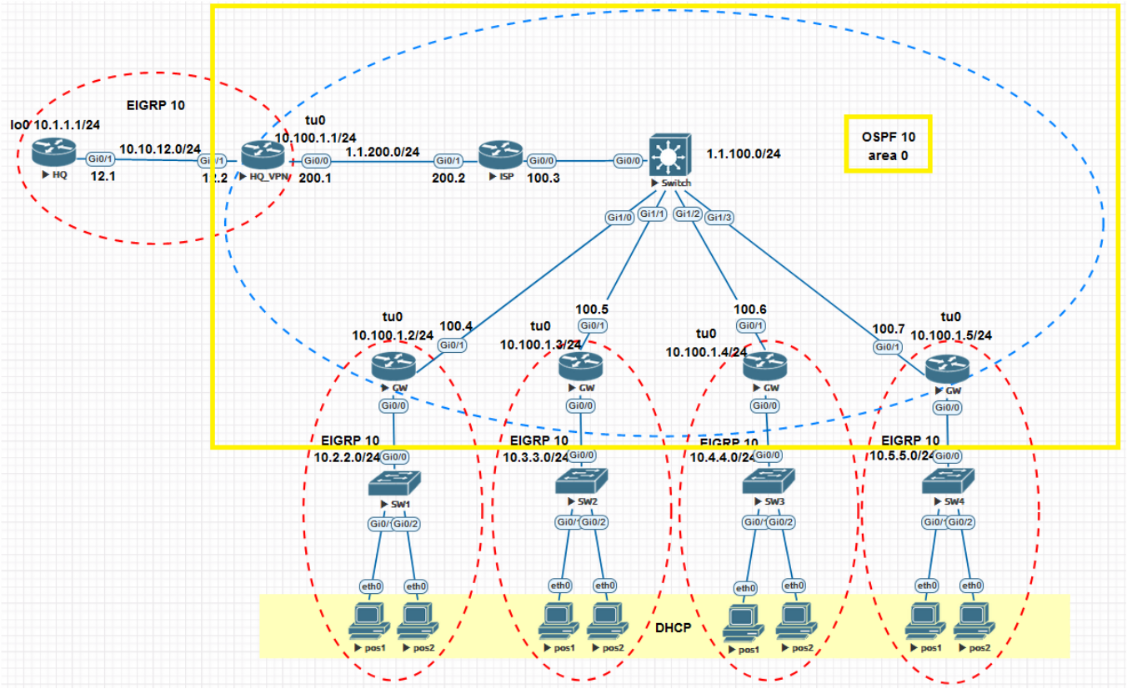 EIGRP 10
lo0 10.1.1.1/24
tu0
10.100.1.1/24
10.10.12.0/24
1.1.200.0/24
OSPF 10
area 0
1.1.100.0/24
Gi0/1
Gi0/1
Gi0/0
Gi0/1
Gi0/0
Gi0/0
HQ
12.1
12.2
HQ_VPN
200.1
200.2
ISP
100.3
Switch
Gi1/0
Gi1/1
Gi1/2
Gi1/3
tu0
10.100.1.2/24
100.4
Gi0/1
tu0
10.100.1.3/24
100.5
Gi0/1
tu0
10.100.1.4/24
100.6
Gi0/1
tu0
10.100.1.5/24
100.7
Gi0/1
GW
GW
GW
GW
Gi0/0
Gi0/0
Gi0/0
Gi0/0
EIGRP 10
10.2.2.0/24
Gi0/0
EIGRP 10
10.3.3.0/24
Gi0/0
EIGRP 10
10.4.4.0/24
Gi0/0
EIGRP 10
10.5.5.0/24
Gi0/0
SW1
SW2
SW3
SW4
Gi0/1
Gi0/2
Gi0/1
Gi0/2
Gi0/1
Gi0/2
Gi0/1
Gi0/2
eth0
eth0
eth0
eth0
eth0
eth0
eth0
eth0
DHCP
pos1
pos2
pos1
pos2
pos1
pos2
pos1
pos2